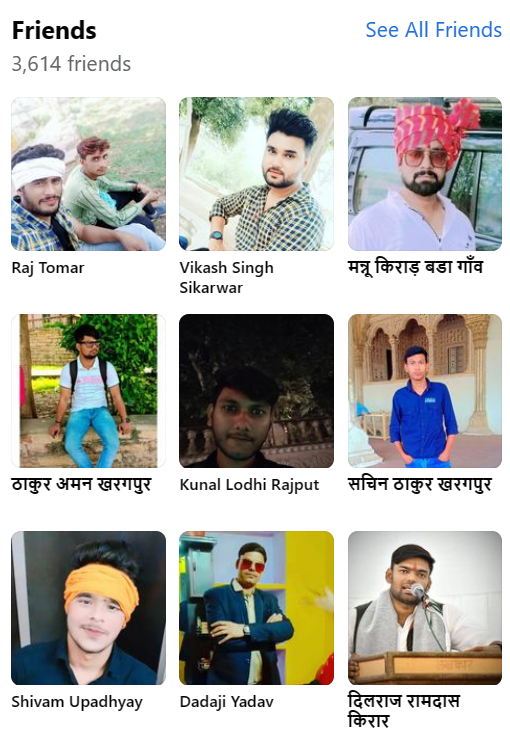 Friends
See All Friends
3,614 friends
Raj Tomar
Vikash Singh
Sikarwar
मन्नू किराड़ बडा गाँव
ठाकुर अमन खरगपुर
Kunal Lodhi Rajput
सचिन ठाकुर खरगपुर
Shivam Upadhyay
Dadaji Yadav
दिलराज रामदास
किरार